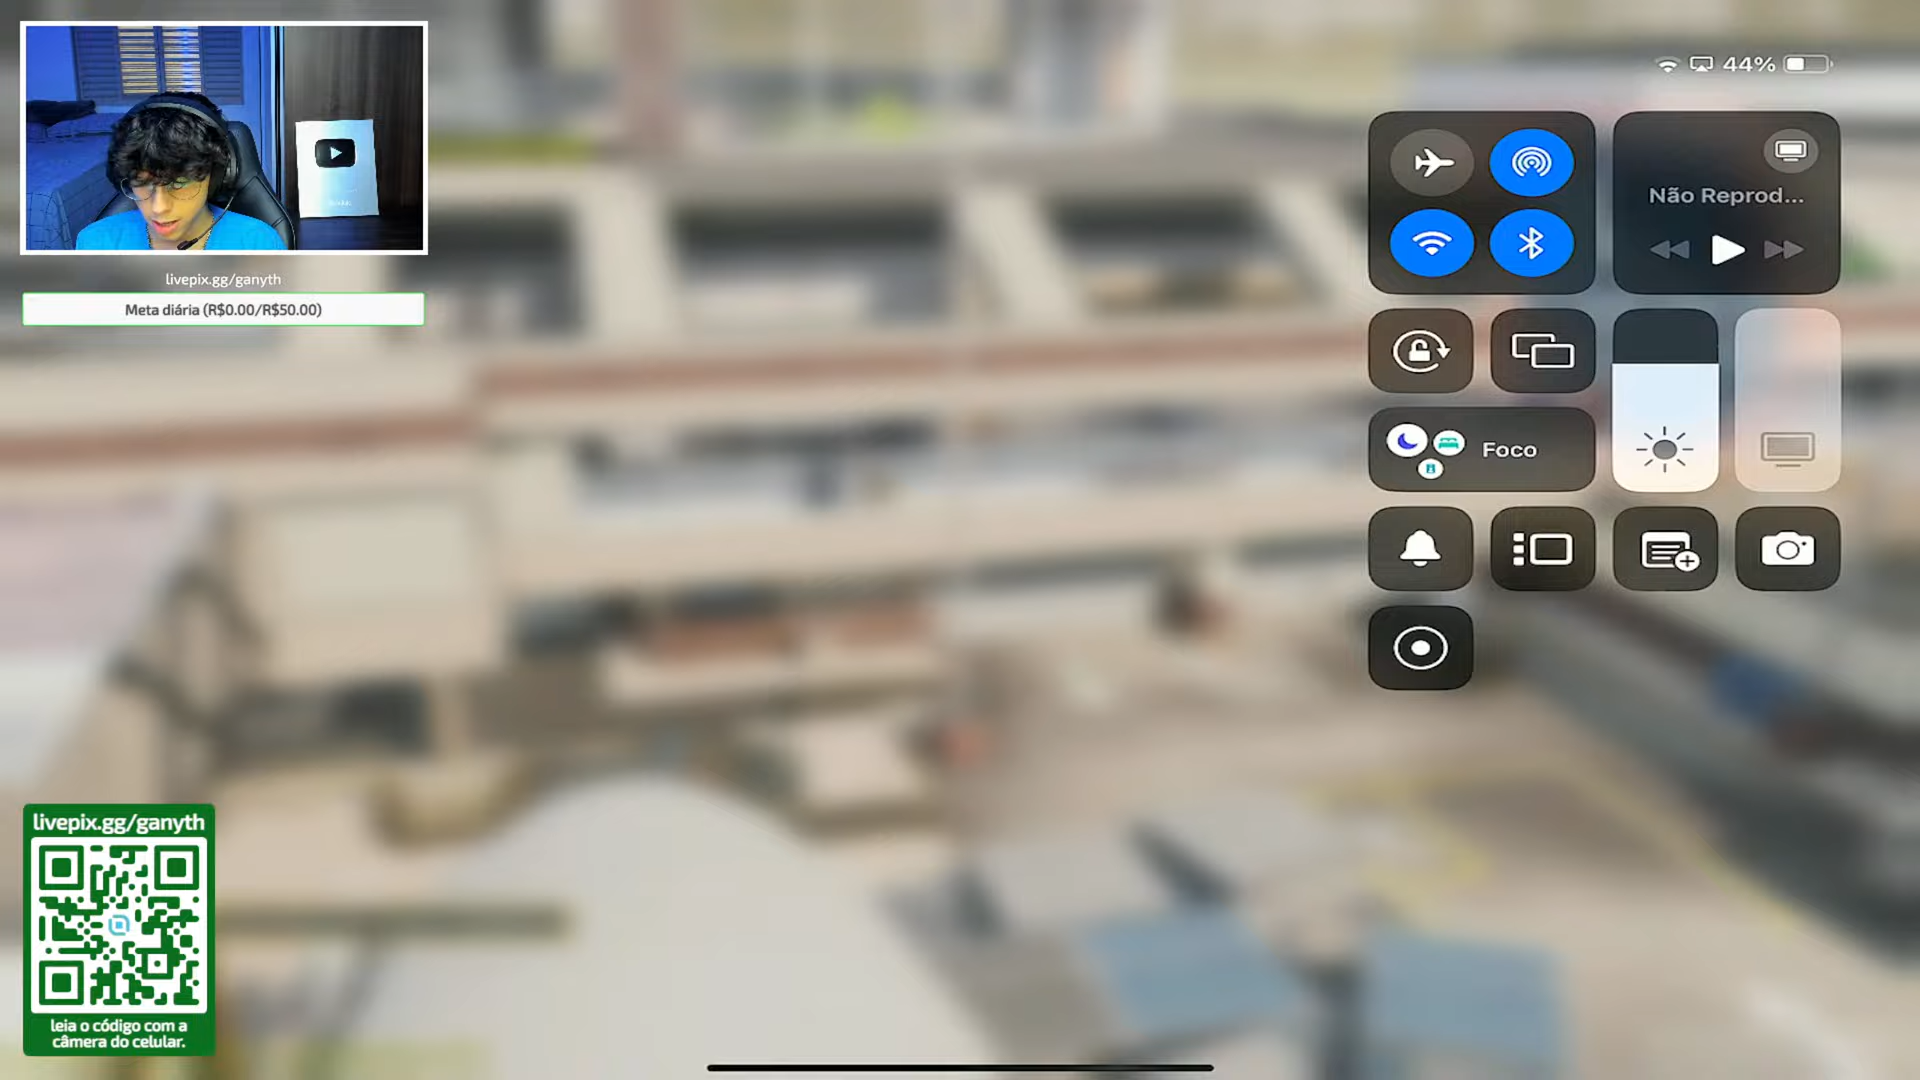 livepix.gg/ganyth
Meta diária (R$0.00/R$50.00)
44%
Não Reprod...
Foco
livepix.gg/ganyth
leia o código com a
câmera do celular.